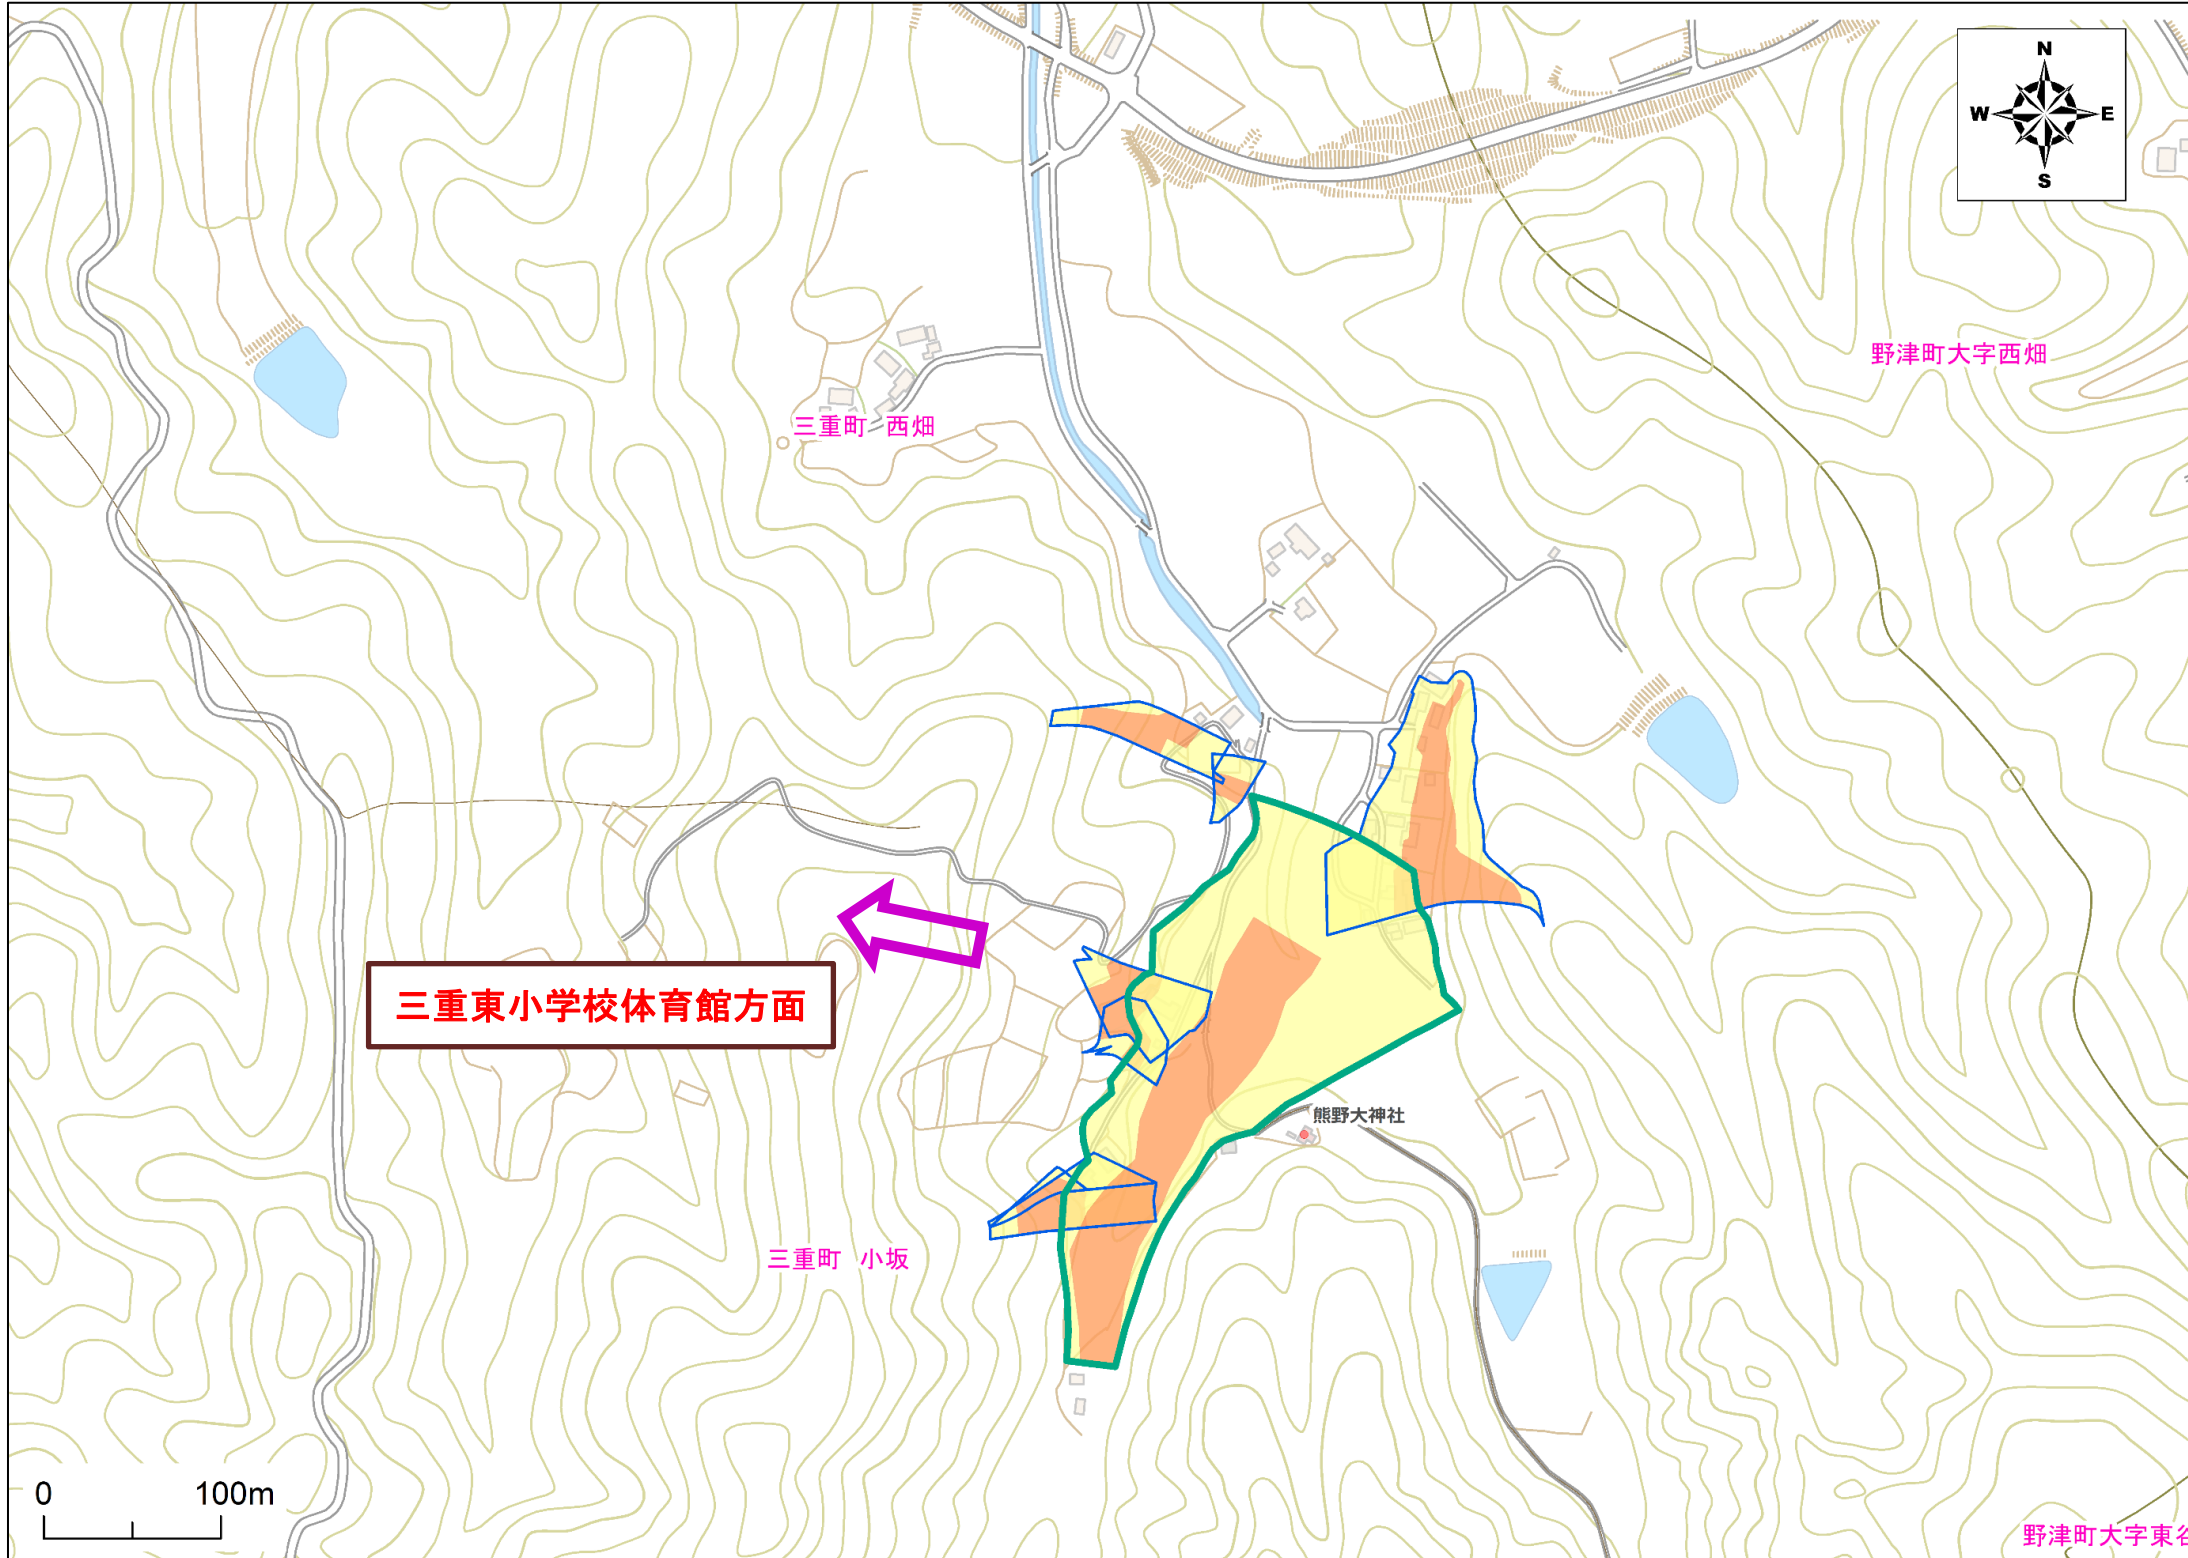 N
W E
S
野津町大字西畑
三重町 西畑
三重東小学校体育館方面
熊野大神社
三重町 小坂
0 100m
野津町大字東谷